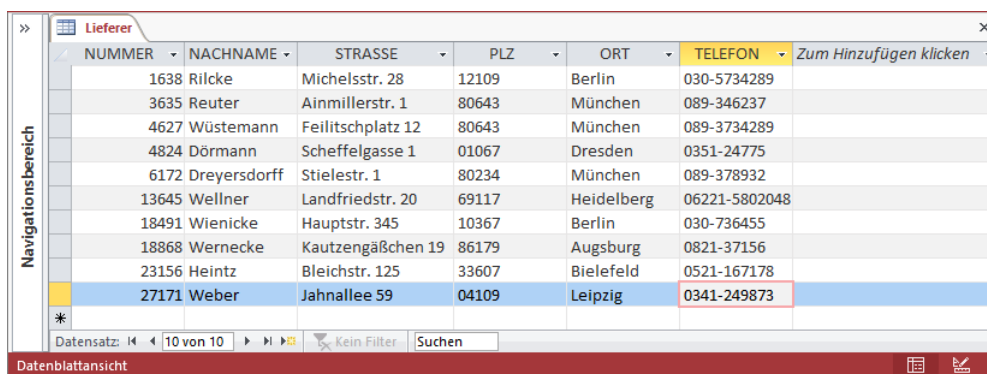 » Lieferer ×
NUMMER NACHNAME STRASSE PLZ ORT TELEFON Zum Hinzufügen klicken
1638 Rilcke Michelsstr. 28 12109 Berlin 030-5734289
3635 Reuter Ainmillerstr. 1 80643 München 089-346237
4627 Wüstemann Feilitschplatz 12 80643 München 089-3734289
4824 Dörmann Scheffelgasse 1 01067 Dresden 0351-24775
6172 Dreyersdorff Stielestr. 1 80234 München 089-378932
13645 Wellner Landfriedstr. 20 69117 Heidelberg 06221-5802048
18491 Wienicke Hauptstr. 345 10367 Berlin 030-736455
18868 Wernecke Kautzengäßchen 19 86179 Augsburg 0821-37156
23156 Heintz Bleichstr. 125 33607 Bielefeld 0521-167178
27171 Weber Jahnallee 59 04109 Leipzig 0341-249873
Navigationsbereich
Datensatz: 10 von 10 Kein Filter Suchen
Datenblattansicht